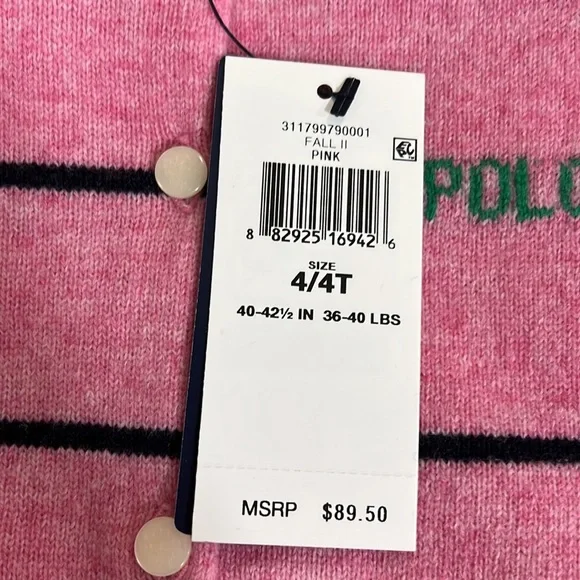 311799790001
FALL II
PINK
8 82925 16942 6
SIZE
4/4T
40-42½ IN 36-40 LBS
MSRP $89.50
POLO